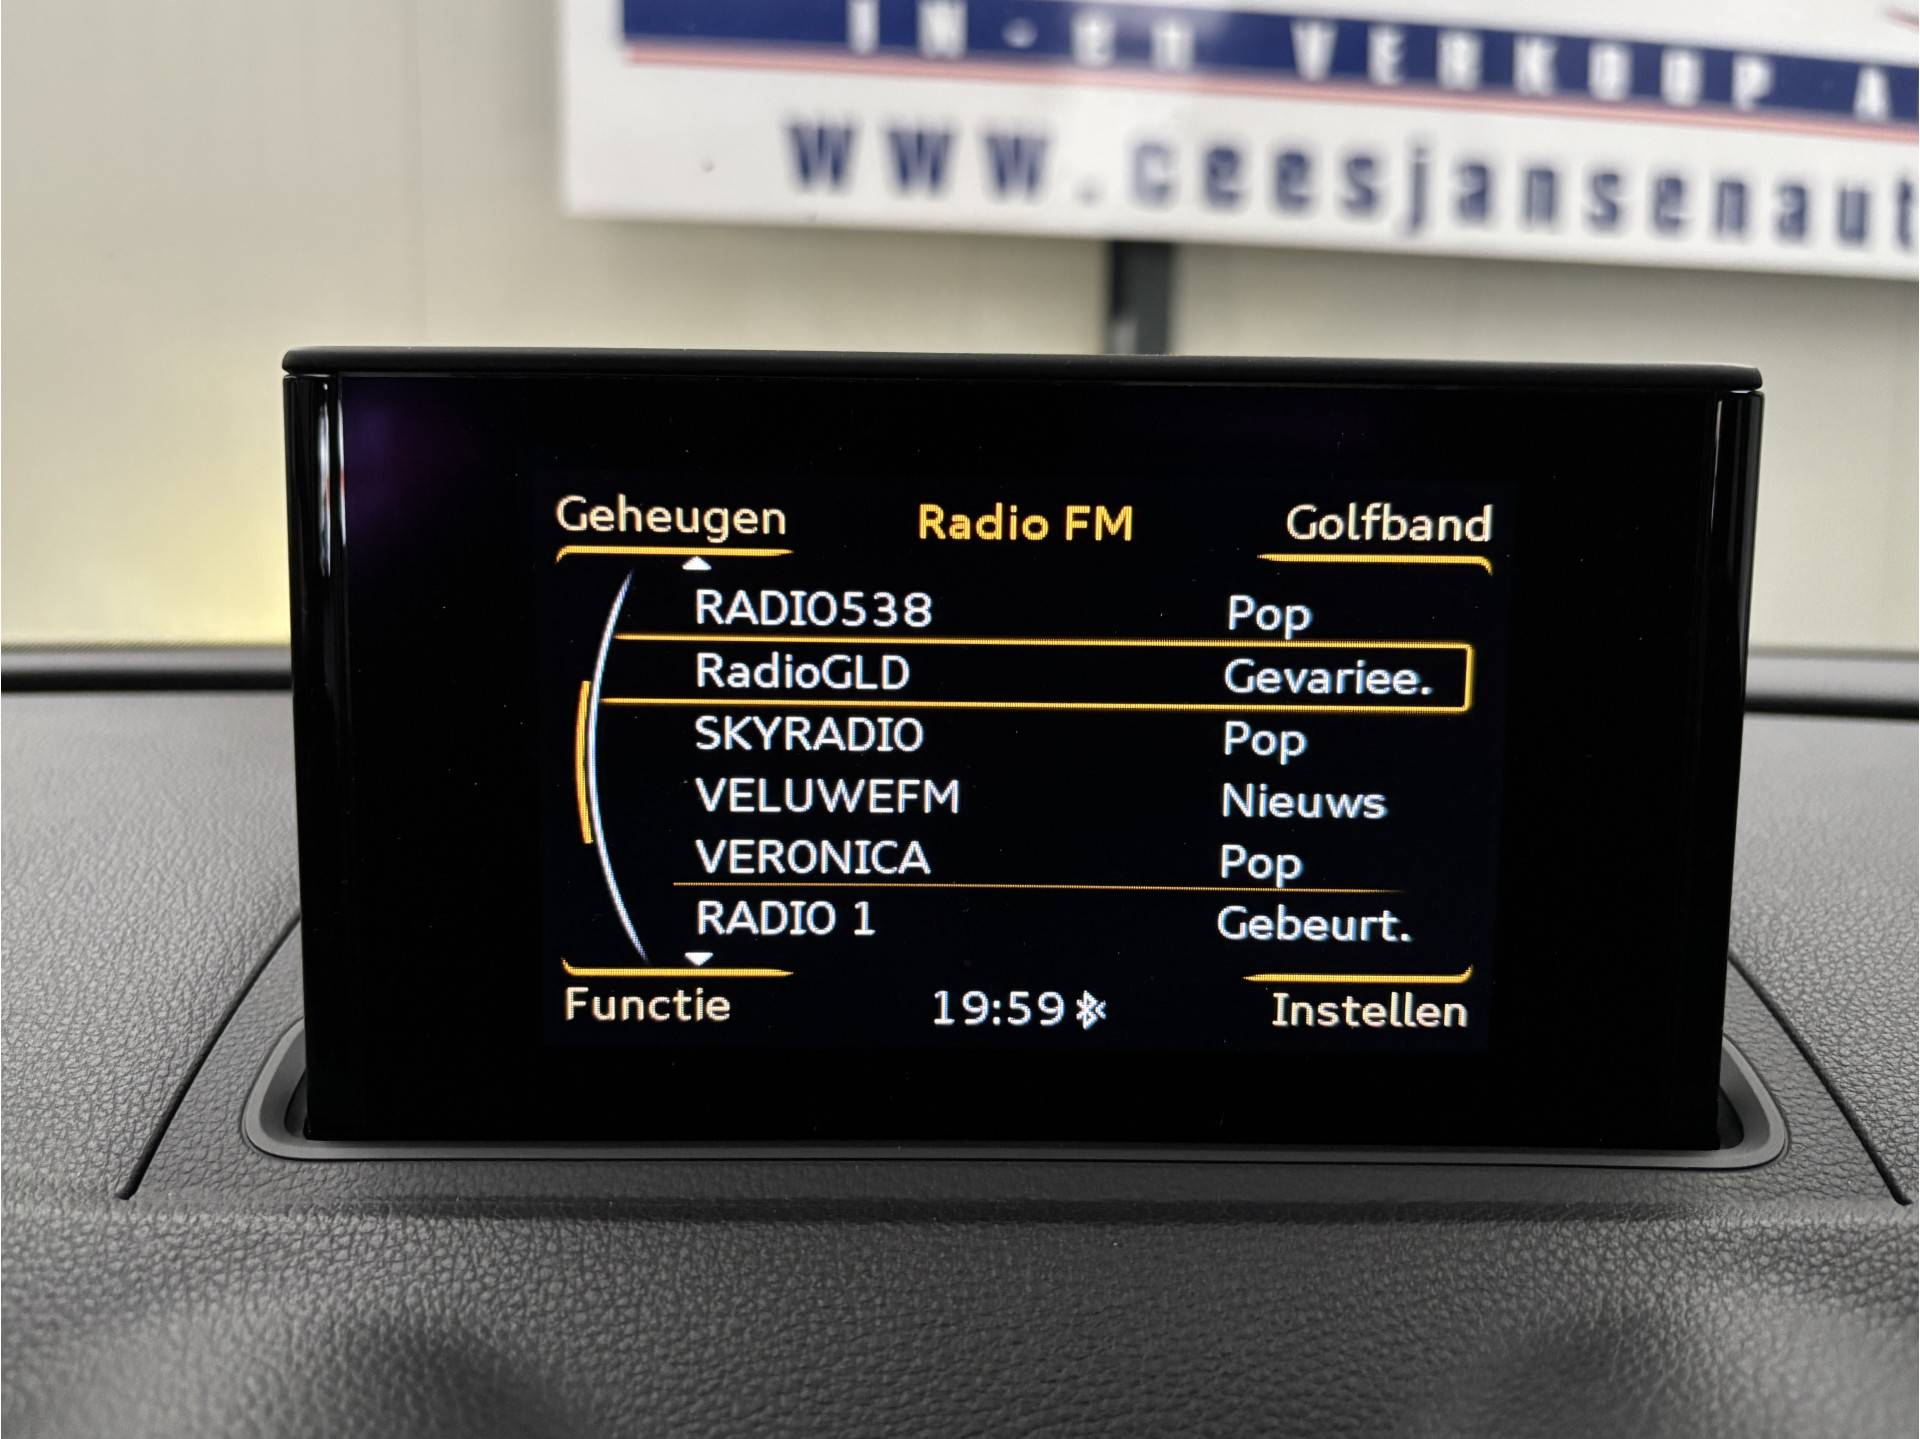 IN- en VERKOOP A
www.ceesjansenaut
Geheugen Radio FM Golfband
RADIO538 Pop
RadioGLD Gevariee.
SKYRADIO Pop
VELUWEFM Nieuws
VERONICA Pop
RADIO 1 Gebeurt.
Functie 19:59 Instellen